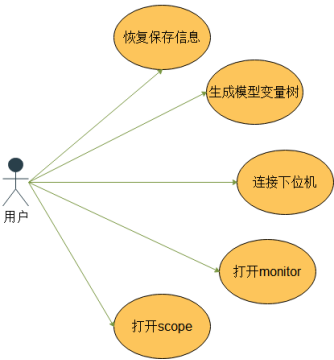 恢复保存信息
生成模型变量树
连接下位机
用户
打开monitor
打开scope